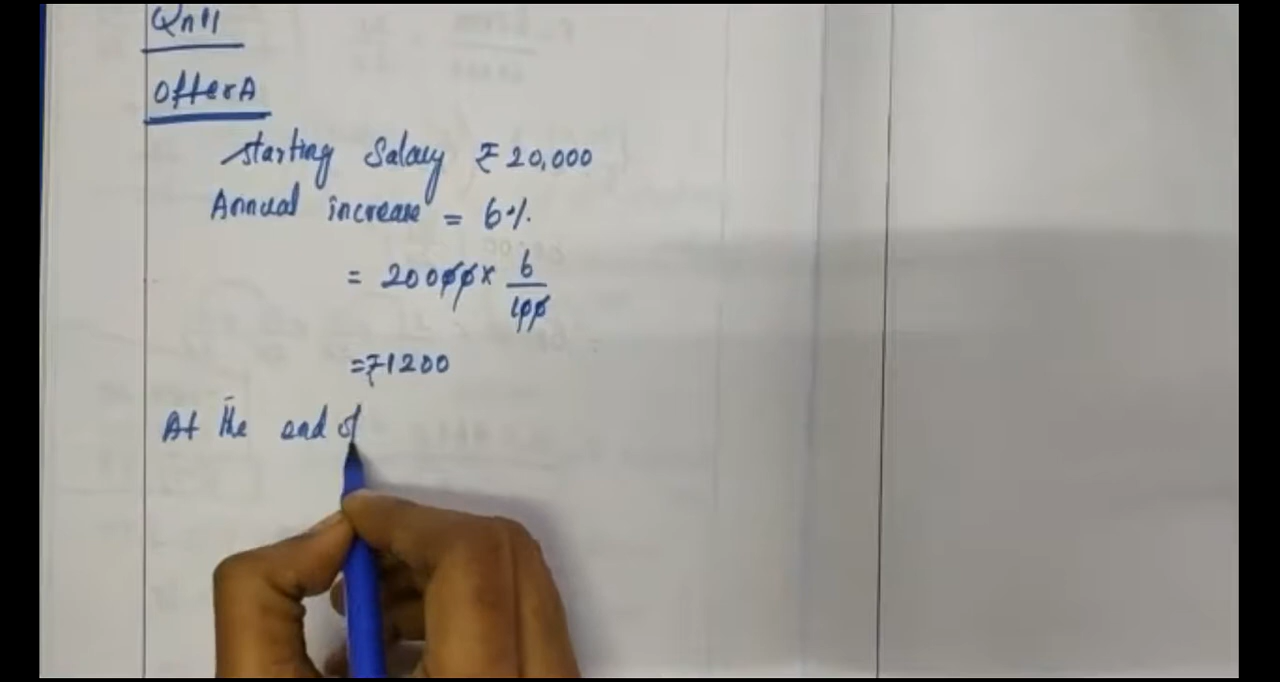 Qn 11
Offer A
Starting Salary ₹ 20,000
Annual increase = 6%
= 20000 × 6/100
= ₹1200
At the end of